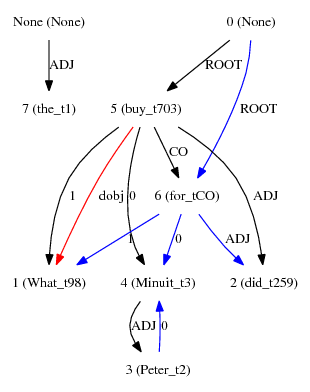 None (None) 0 (None)
ADJ ROOT
7 (the_t1) 5 (buy_t703) ROOT
CO
1 dobj 0 6 (for_tCO) ADJ
1 0 ADJ
1 (What_t98) 4 (Minuit_t3) 2 (did_t259)
ADJ 0
3 (Peter_t2)